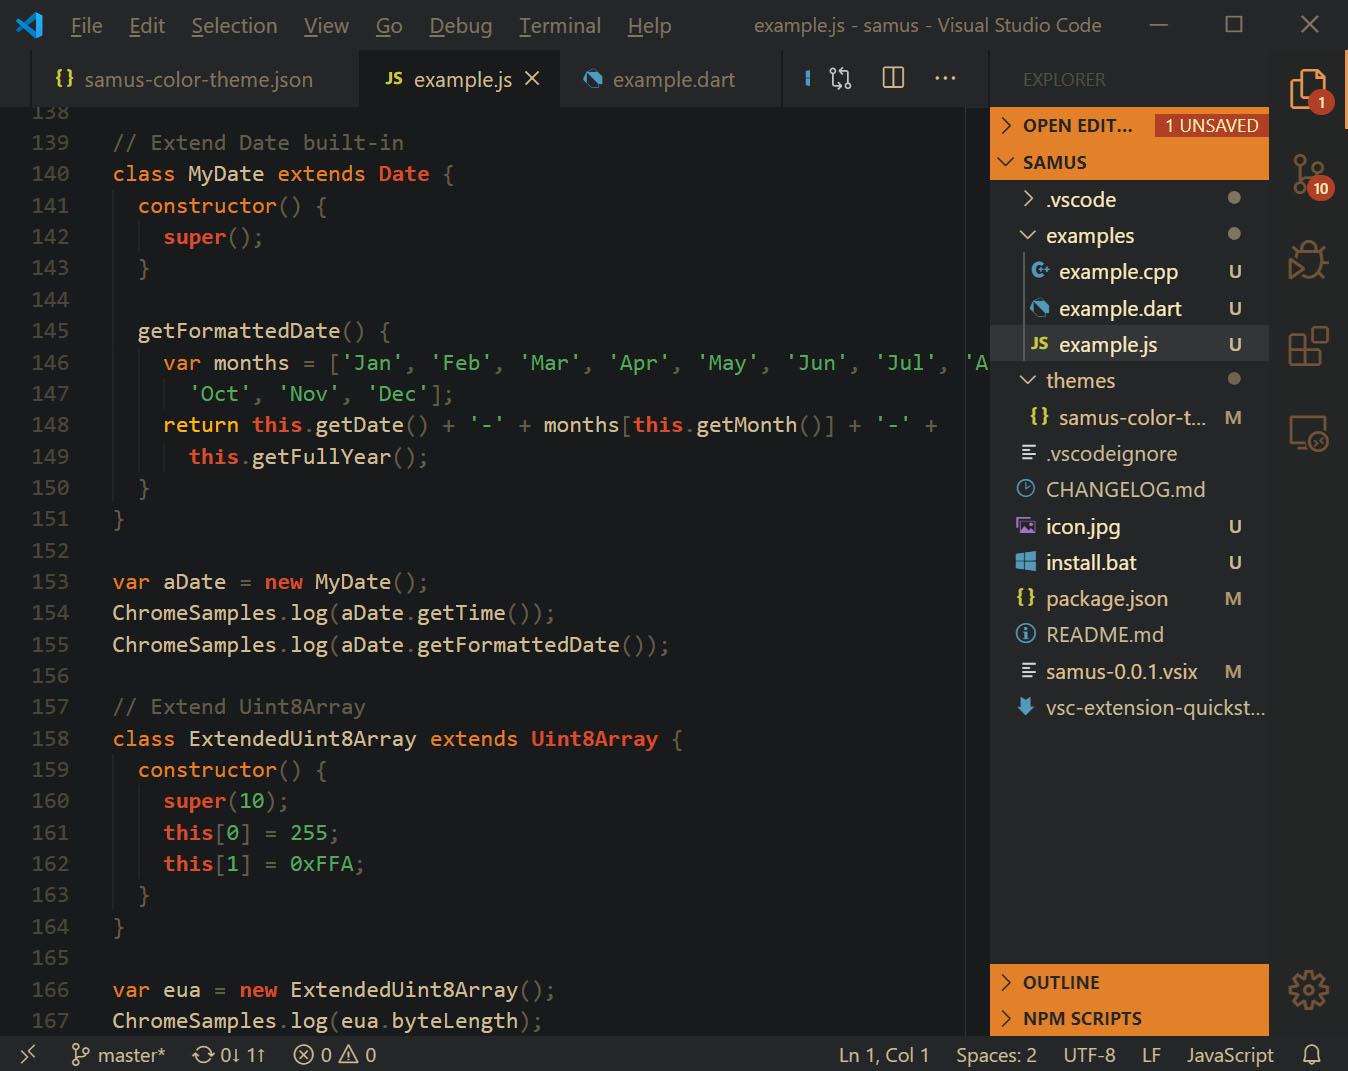 File Edit Selection View Go Debug Terminal Help example.js - samus - Visual Studio Code
{} samus-color-theme.json JS example.js example.dart
138
139 // Extend Date built-in
140 class MyDate extends Date {
141 constructor() {
142 super();
143 }
144
145 getFormattedDate() {
146 var months = ['Jan', 'Feb', 'Mar', 'Apr', 'May', 'Jun', 'Jul', 'A
147 'Oct', 'Nov', 'Dec'];
148 return this.getDate() + '-' + months[this.getMonth()] + '-' +
149 this.getFullYear();
150 }
151 }
152
153 var aDate = new MyDate();
154 ChromeSamples.log(aDate.getTime());
155 ChromeSamples.log(aDate.getFormattedDate());
156
157 // Extend Uint8Array
158 class ExtendedUint8Array extends Uint8Array {
159 constructor() {
160 super(10);
161 this[0] = 255;
162 this[1] = 0xFFA;
163 }
164 }
165
166 var eua = new ExtendedUint8Array();
167 ChromeSamples.log(eua.byteLength);
EXPLORER
OPEN EDIT... 1 UNSAVED
SAMUS
.vscode
examples
example.cpp U
example.dart U
JS example.js U
themes
{} samus-color-t... M
.vscodeignore
CHANGELOG.md
icon.jpg U
install.bat U
{} package.json M
README.md
samus-0.0.1.vsix M
vsc-extension-quickst...
OUTLINE
NPM SCRIPTS
1
10
master* 0↓ 1↑ 0 0 Ln 1, Col 1 Spaces: 2 UTF-8 LF JavaScript